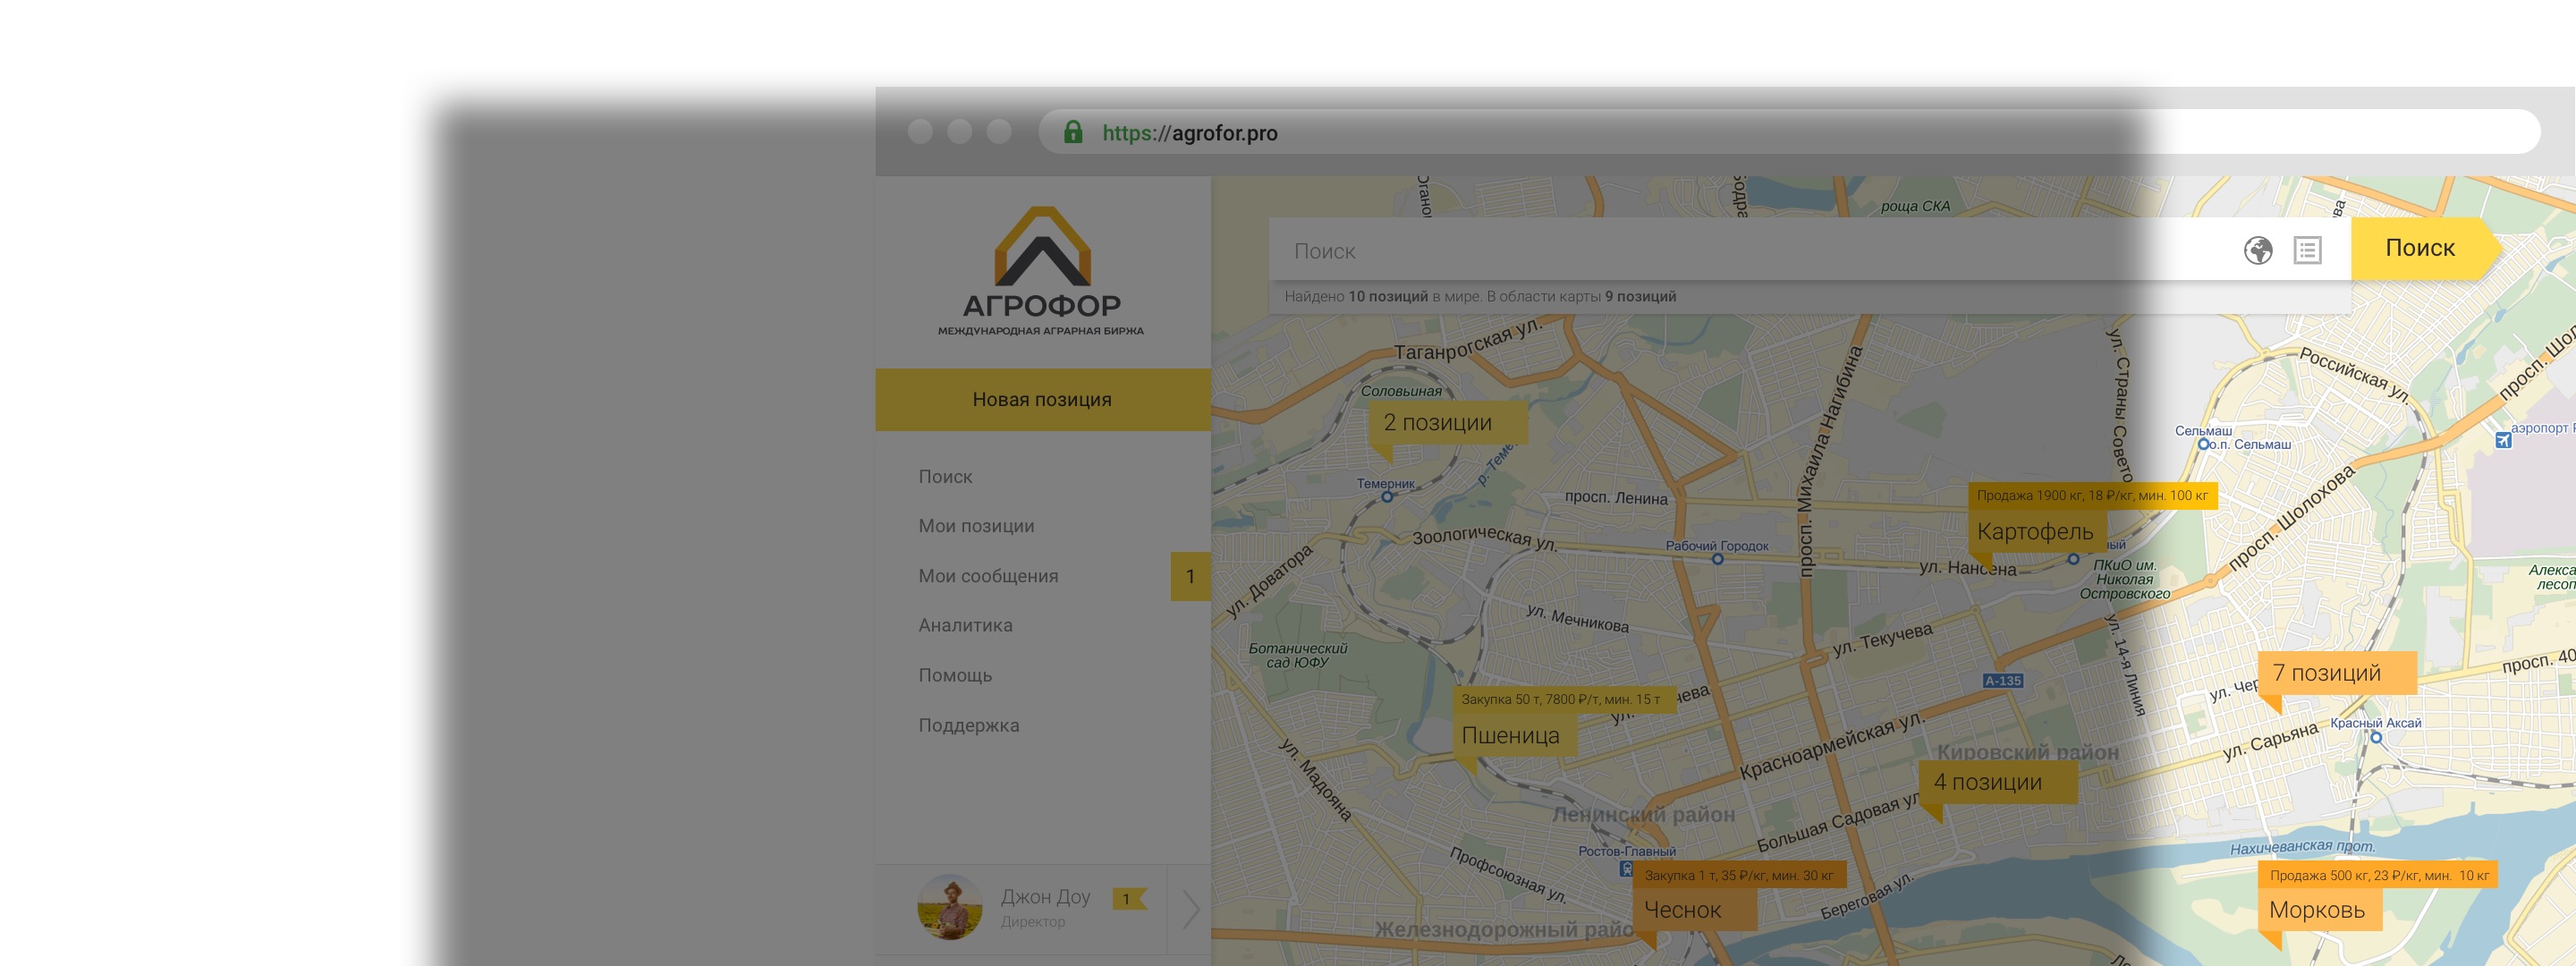 https://agrofor.pro
АГРОФОР
МЕЖДУНАРОДНАЯ АГРАРНАЯ БИРЖА
Новая позиция
Поиск
Мои позиции
Мои сообщения
1
Аналитика
Помощь
Поддержка
Джон Доу
1
Директор
роща СКА
Поиск
Поиск
Найдено 10 позиций в мире. В области карты 9 позиций
Таганрогская ул.
просп. Михаила Нагибина
Российская ул.
Соловьиная
2 позиции
Сельмаш
о.п. Сельмаш
аэропорт
Темерник
просп. Ленина
Продажа 1900 кг, 18 ₽/кг, мин. 100 кг
Картофель
просп. Шолохова
Зоологическая ул.
Рабочий Городок
ул. Нансена
ул. Доватора
ПКиО им.
Николая
Островского
ул. Мечникова
ул. Текучева
ул. 14-я Линия
Ботанический
сад ЮФУ
А-135
7 позиций
просп. 40
Закупка 50 т, 7800 ₽/т, мин. 15 т
Пшеница
Красноармейская ул.
Красный Аксай
ул. Сарьяна
Кировский район
4 позиции
ул. Мадояна
Ленинский район
Большая Садовая ул.
Ростов-Главный
Нахичеванская прот.
Профсоюзная ул.
Закупка 1 т, 35 ₽/кг, мин. 30 кг
Чеснок
Береговая ул.
Продажа 500 кг, 23 ₽/кг, мин. 10 кг
Морковь
Железнодорожный райо